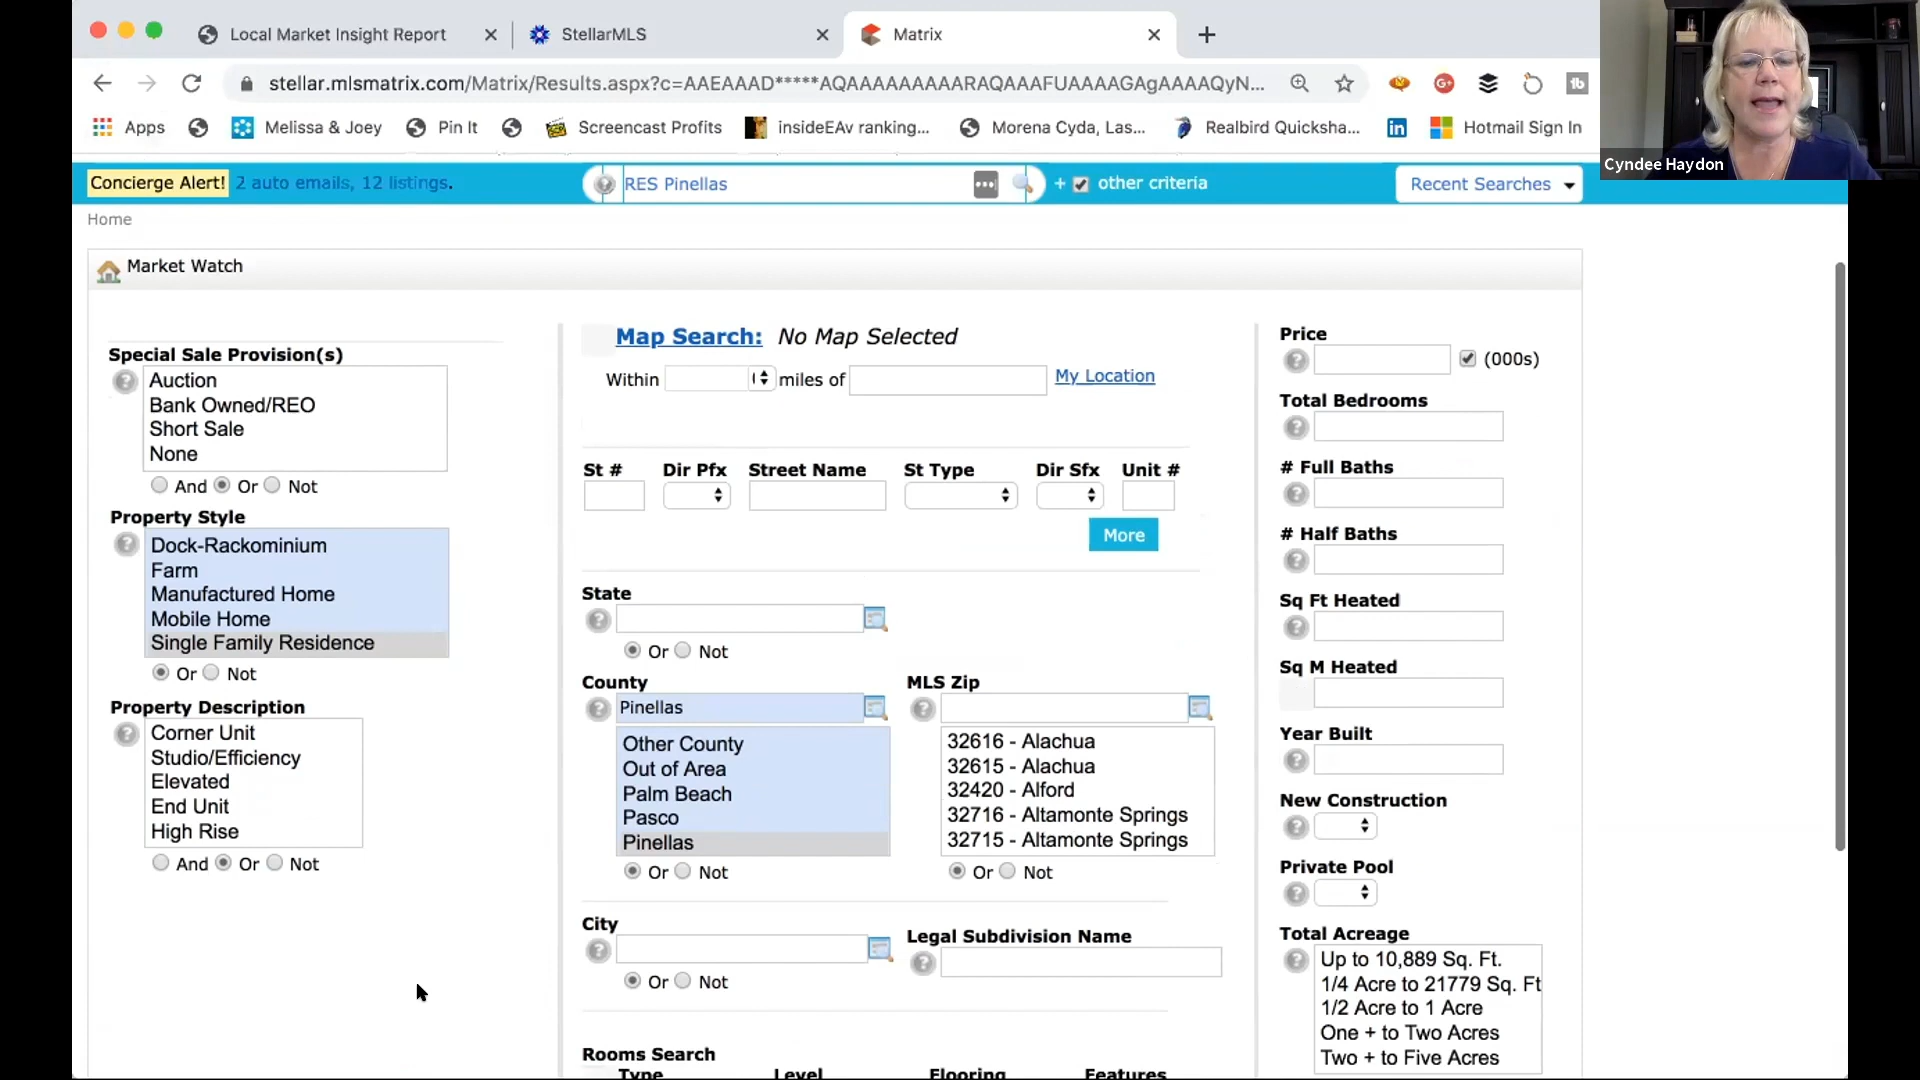 Local Market Insight Report
StellarMLS
Matrix
stellar.mlsmatrix.com/Matrix/Results.aspx?c=AAEAAAD*****AQAAAAAAAAARAQAAAFUAAAAGAgAAAAQyN...
Apps
Melissa & Joey
Pin It
Screencast Profits
insideEAv ranking...
Morena Cyda, Las...
Realbird Quicksha...
Hotmail Sign In
Cyndee Haydon
Concierge Alert! 2 auto emails, 12 listings.
RES Pinellas
+ other criteria
Recent Searches
Home
Market Watch
Special Sale Provision(s)
Auction
Bank Owned/REO
Short Sale
None
And Or Not
Property Style
Dock-Rackominium
Farm
Manufactured Home
Mobile Home
Single Family Residence
Or Not
Property Description
Corner Unit
Studio/Efficiency
Elevated
End Unit
High Rise
And Or Not
Map Search: No Map Selected
Within miles of My Location
St # Dir Pfx Street Name St Type Dir Sfx Unit #
More
State
Or Not
County
Pinellas
Other County
Out of Area
Palm Beach
Pasco
Pinellas
Or Not
MLS Zip
32616 - Alachua
32615 - Alachua
32420 - Alford
32716 - Altamonte Springs
32715 - Altamonte Springs
Or Not
City
Or Not
Legal Subdivision Name
Rooms Search
Type Level Flooring Features
Price
(000s)
Total Bedrooms
# Full Baths
# Half Baths
Sq Ft Heated
Sq M Heated
Year Built
New Construction
Private Pool
Total Acreage
Up to 10,889 Sq. Ft.
1/4 Acre to 21779 Sq. Ft
1/2 Acre to 1 Acre
One + to Two Acres
Two + to Five Acres